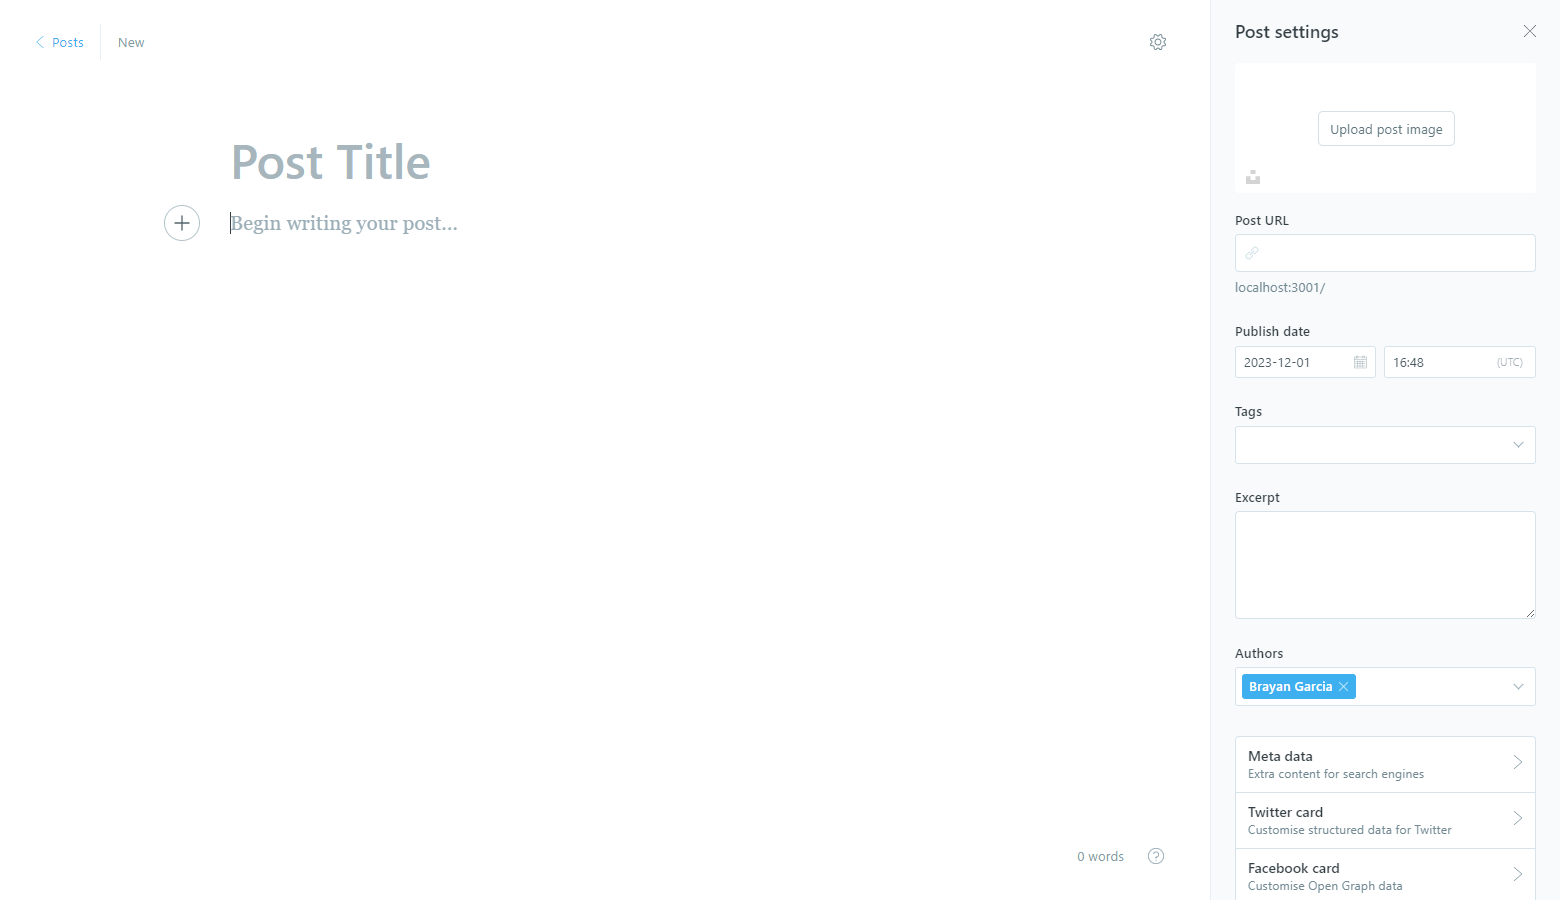 Posts
New
Post Title
Begin writing your post...
0 words
Post settings
Upload post image
Post URL
localhost:3001/
Publish date
2023-12-01
16:48 (UTC)
Tags
Excerpt
Authors
Brayan Garcia
Meta data
Extra content for search engines
Twitter card
Customise structured data for Twitter
Facebook card
Customise Open Graph data